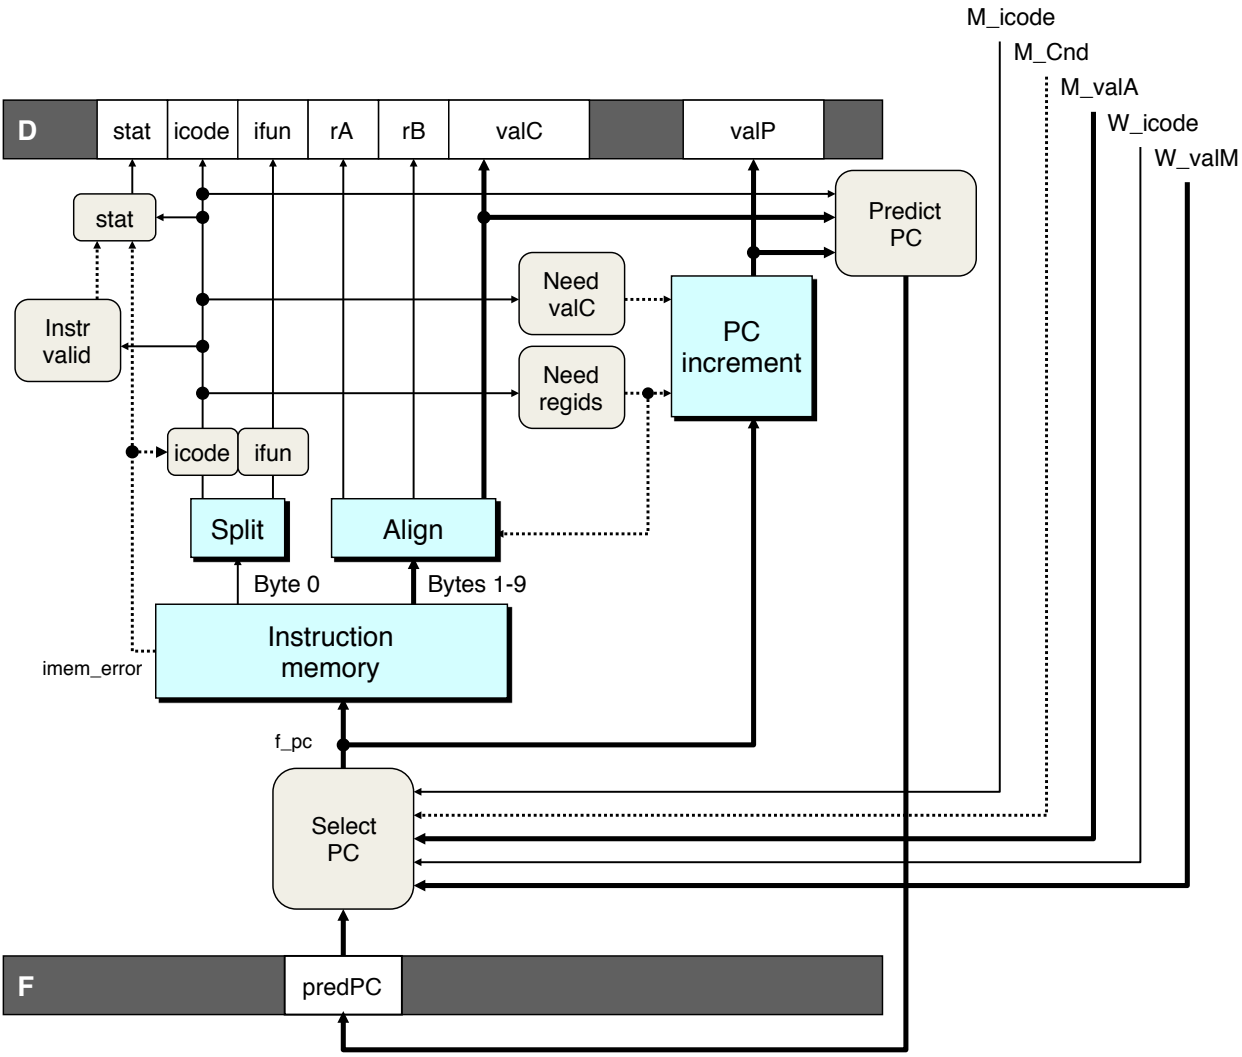 M_icode
M_Cnd
M_valA
W_icode
W_valM
D
stat
icode
ifun
rA
rB
valC
valP
stat
Predict
PC
Need
valC
Instr
valid
PC
increment
Need
regids
icode
ifun
Split
Align
Byte 0
Bytes 1-9
Instruction
memory
imem_error
f_pc
Select
PC
F
predPC